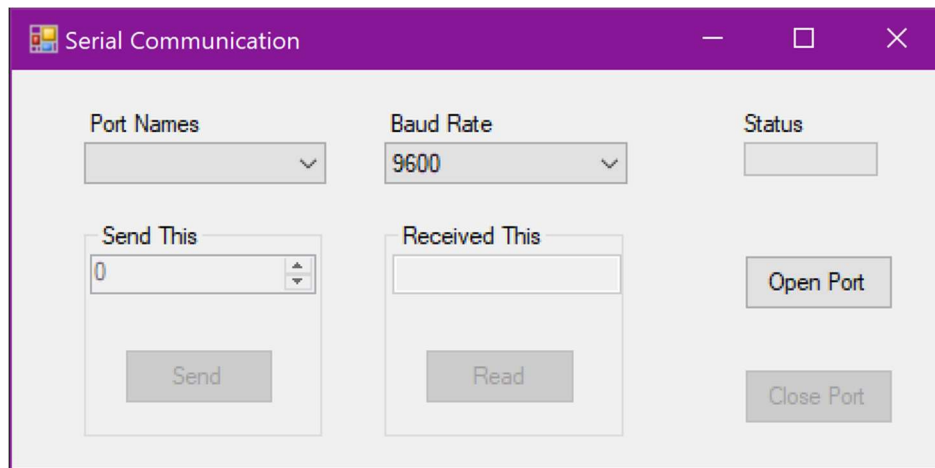 Serial Communication
Port Names
Baud Rate
Status
9600
Send This
Received This
0
Open Port
Send
Read
Close Port